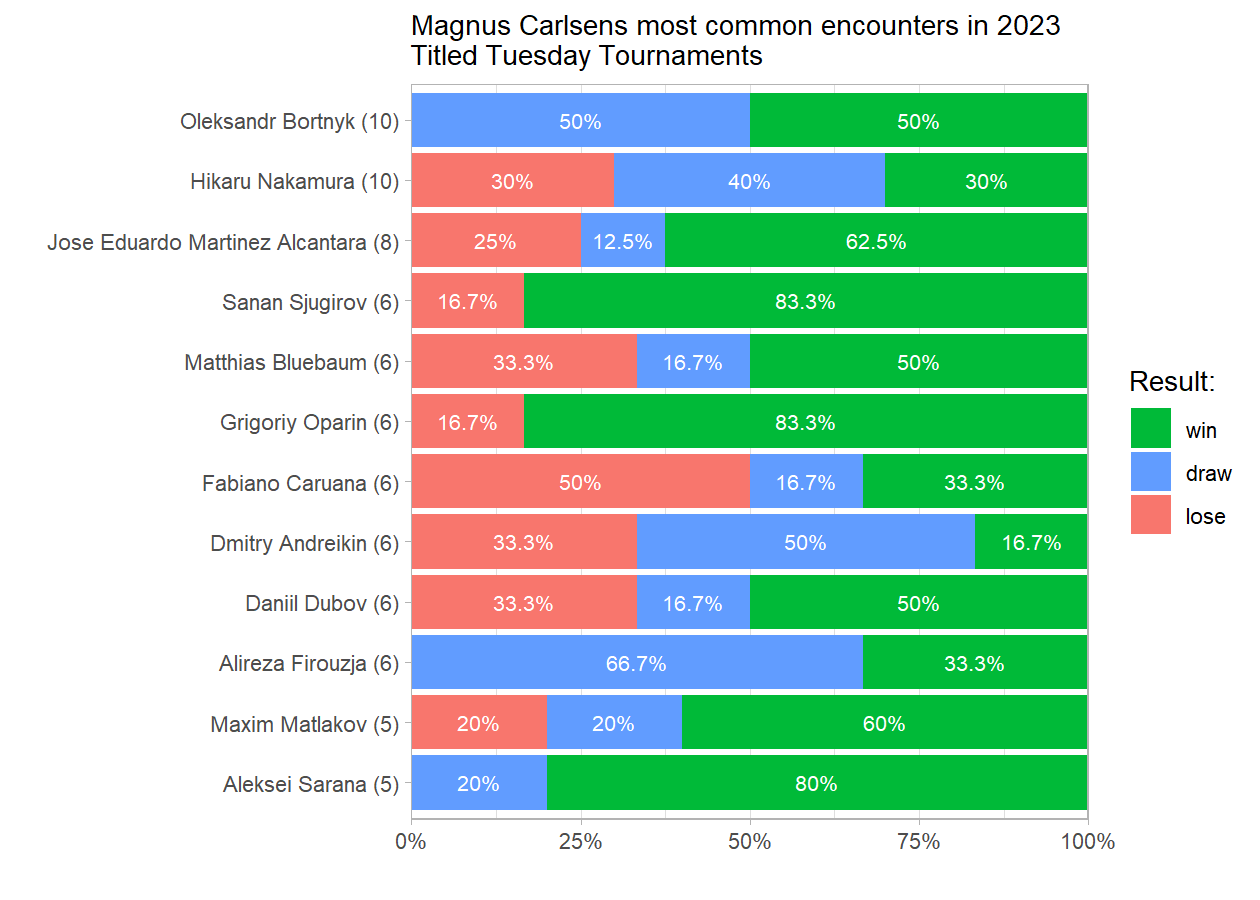 Magnus Carlsens most common encounters in 2023
Titled Tuesday Tournaments
Oleksandr Bortnyk (10) 50% 50%
Hikaru Nakamura (10) 30% 40% 30%
Jose Eduardo Martinez Alcantara (8) 25% 12.5% 62.5%
Sanan Sjugirov (6) 16.7% 83.3%
Matthias Bluebaum (6) 33.3% 16.7% 50%
Grigoriy Oparin (6) 16.7% 83.3%
Fabiano Caruana (6) 50% 16.7% 33.3%
Dmitry Andreikin (6) 33.3% 50% 16.7%
Daniil Dubov (6) 33.3% 16.7% 50%
Alireza Firouzja (6) 66.7% 33.3%
Maxim Matlakov (5) 20% 20% 60%
Aleksei Sarana (5) 20% 80%
0% 25% 50% 75% 100%
Result:
win
draw
lose